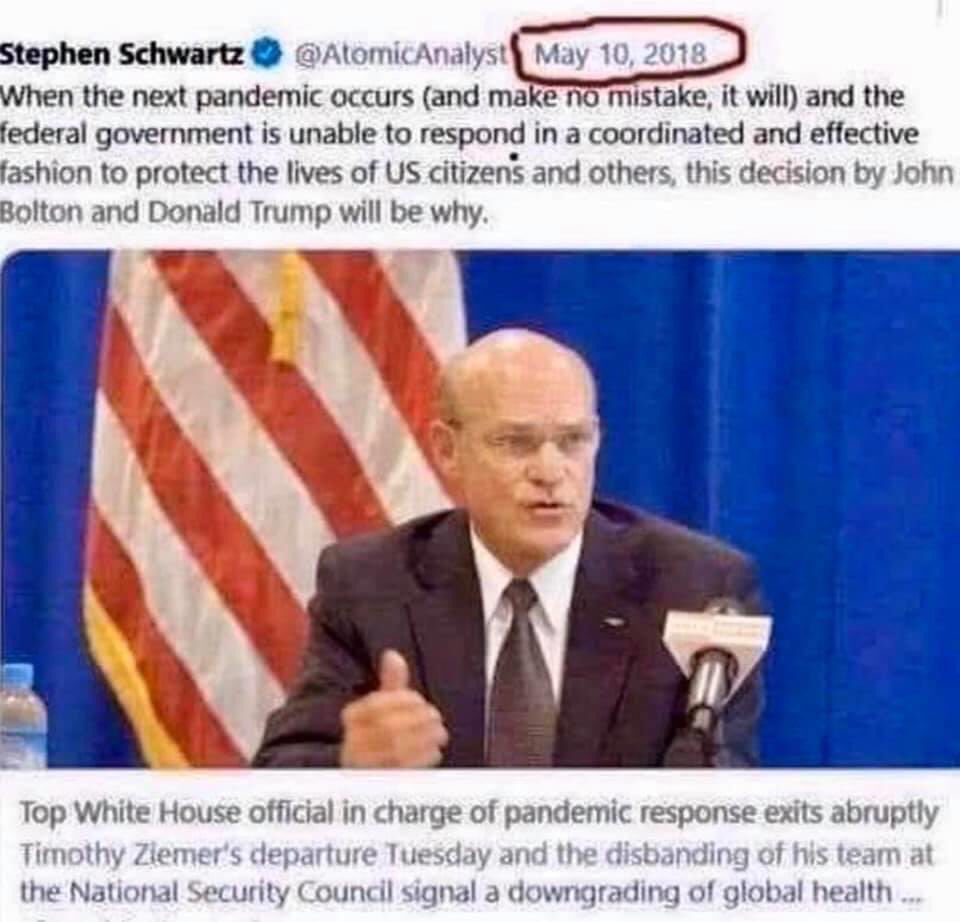 Stephen Schwartz @AtomicAnalyst May 10, 2018
When the next pandemic occurs (and make no mistake, it will) and the
federal government is unable to respond in a coordinated and effective
fashion to protect the lives of US citizens and others, this decision by John
Bolton and Donald Trump will be why.
Top White House official in charge of pandemic response exits abruptly
Timothy Ziemer's departure Tuesday and the disbanding of his team at
the National Security Council signal a downgrading of global health ...